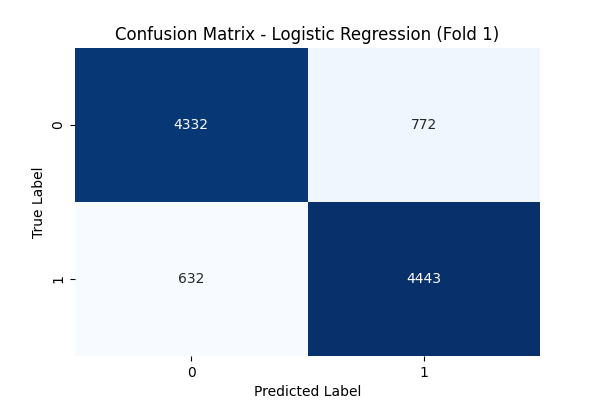 Confusion Matrix - Logistic Regression (Fold 1)
True Label
0
4332
772
1
632
4443
0
1
Predicted Label